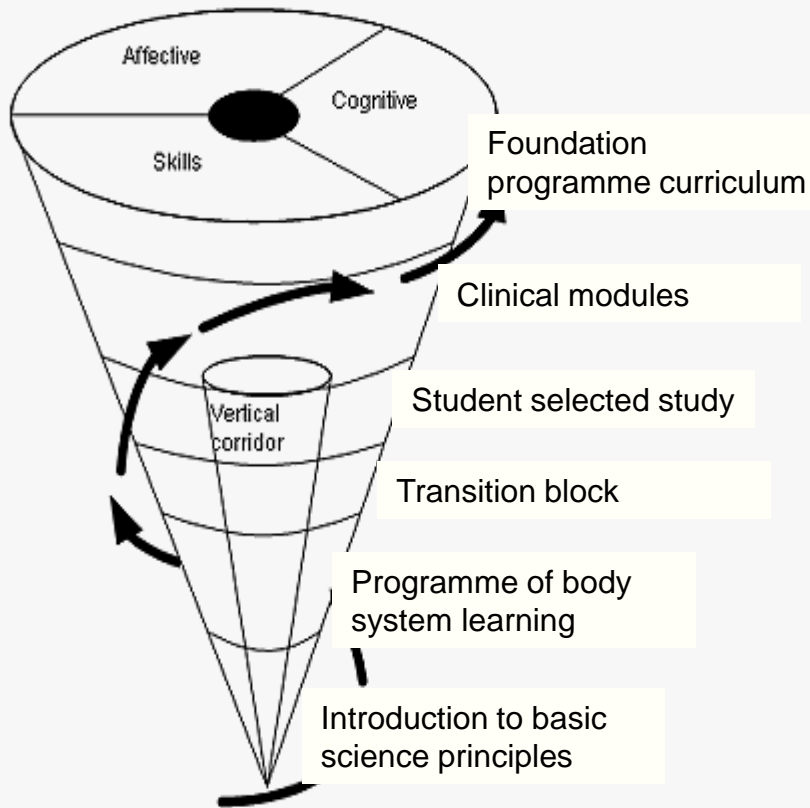 Affective
Cognitive
Skills
Foundation
programme curriculum
Clinical modules
Student selected study
Vertical
corridor
Transition block
Programme of body
system learning
Introduction to basic
science principles